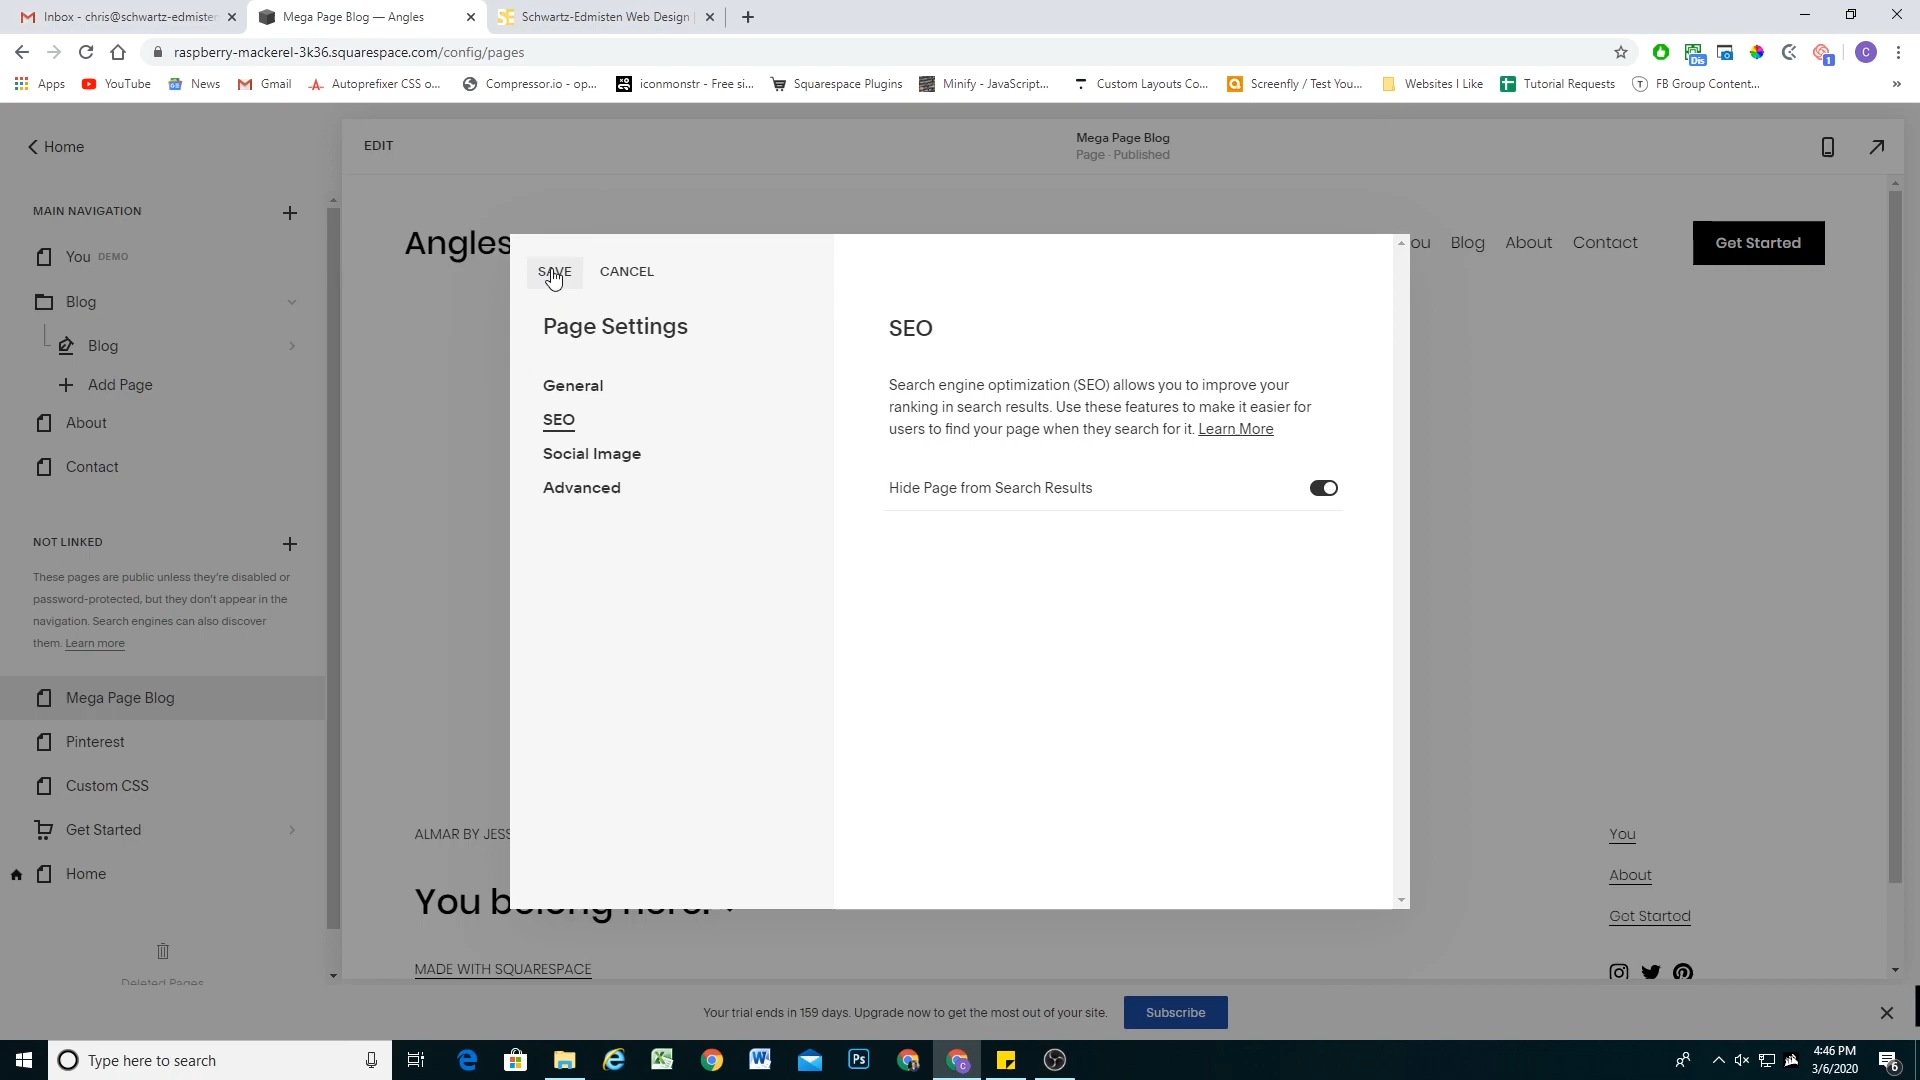 Inbox - chris@schwartz-edmister
Mega Page Blog — Angles
Schwartz-Edmisten Web Design |
raspberry-mackerel-3k36.squarespace.com/config/pages
Apps
YouTube
News
Gmail
Autoprefixer CSS o...
Compressor.io - op...
iconmonstr - Free si...
Squarespace Plugins
Minify - JavaScript...
Custom Layouts Co...
Screenfly / Test You...
Websites I Like
Tutorial Requests
FB Group Content...
Home
EDIT
Mega Page Blog
Page · Published
MAIN NAVIGATION
You DEMO
Blog
Blog
Add Page
About
Contact
NOT LINKED
These pages are public unless they're disabled or
password-protected, but they don't appear in the
navigation. Search engines can also discover
them. Learn more
Mega Page Blog
Pinterest
Custom CSS
Get Started
Home
Deleted Pages
Angles
ou
Blog
About
Contact
Get Started
SAVE
CANCEL
Page Settings
General
SEO
Social Image
Advanced
SEO
Search engine optimization (SEO) allows you to improve your
ranking in search results. Use these features to make it easier for
users to find your page when they search for it. Learn More
Hide Page from Search Results
ALMAR BY JESS
You belong here.
MADE WITH SQUARESPACE
You
About
Get Started
Your trial ends in 159 days. Upgrade now to get the most out of your site.
Subscribe
Type here to search
4:46 PM
3/6/2020
6